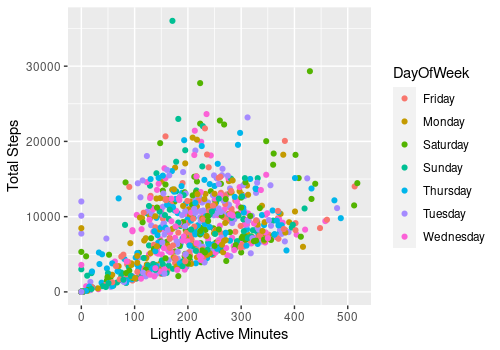 30000
20000
10000
0
Total Steps
0 100 200 300 400 500
Lightly Active Minutes
DayOfWeek
Friday
Monday
Saturday
Sunday
Thursday
Tuesday
Wednesday